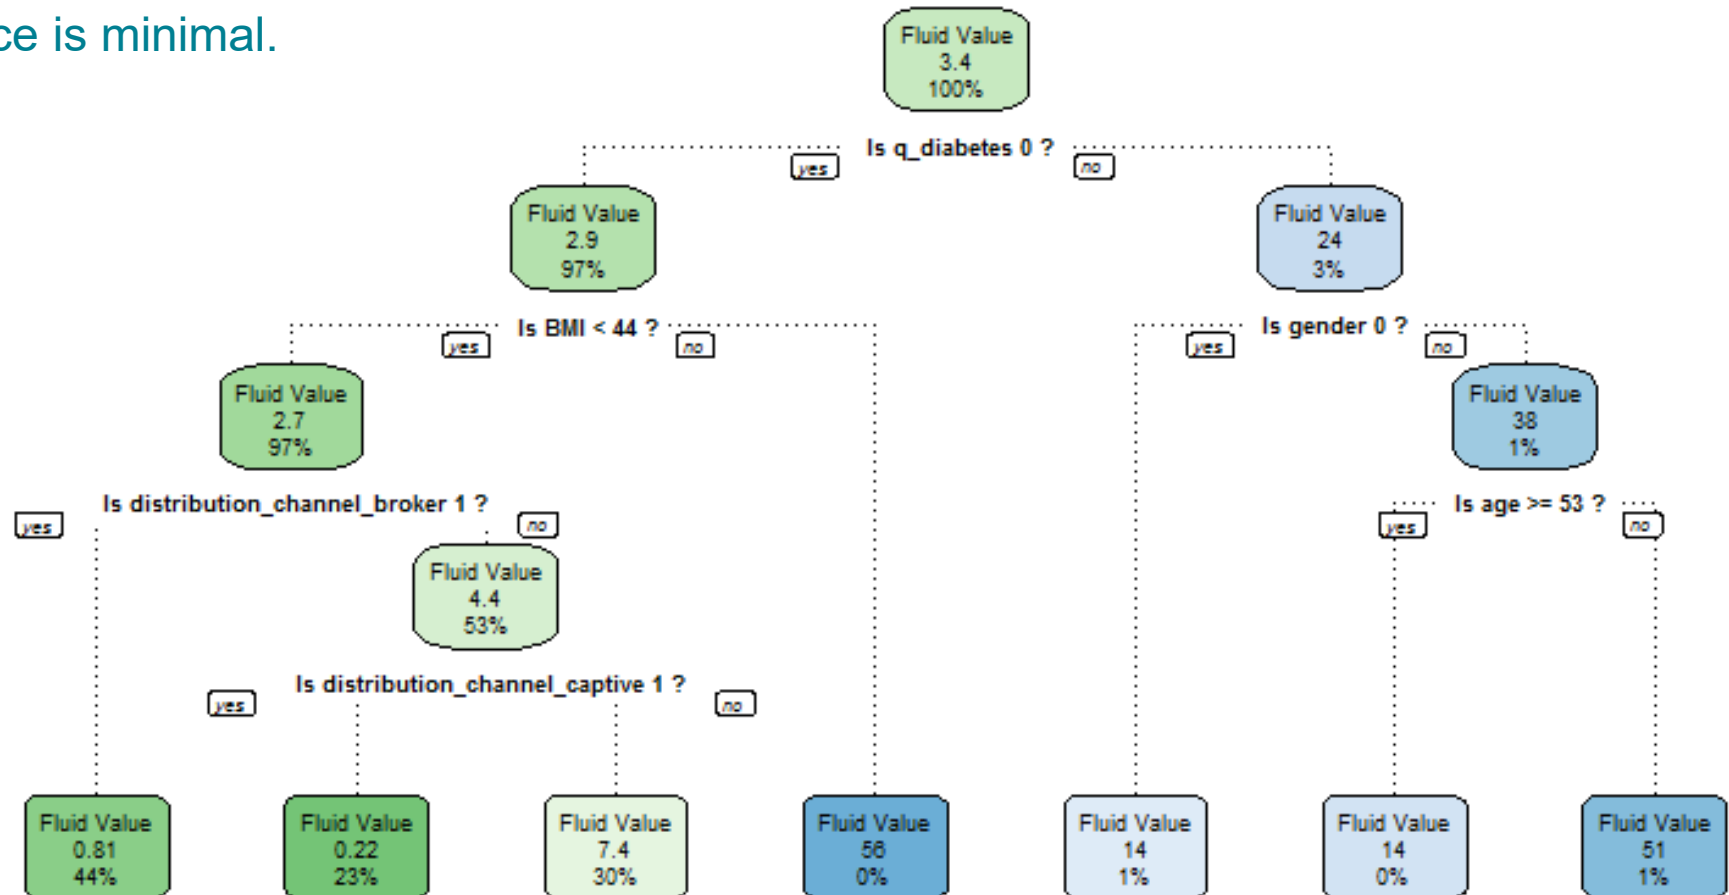 ce is minimal.
Fluid Value
3.4
100%
Is q_diabetes 0 ?
yes
no
Fluid Value
2.9
97%
Fluid Value
24
3%
Is BMI < 44 ?
yes
no
Is gender 0 ?
yes
no
Fluid Value
2.7
97%
Fluid Value
38
1%
Is distribution_channel_broker 1 ?
yes
no
Is age >= 53 ?
yes
no
Fluid Value
4.4
53%
Is distribution_channel_captive 1 ?
yes
no
Fluid Value
0.81
44%
Fluid Value
0.22
23%
Fluid Value
7.4
30%
Fluid Value
56
0%
Fluid Value
14
1%
Fluid Value
14
0%
Fluid Value
51
1%